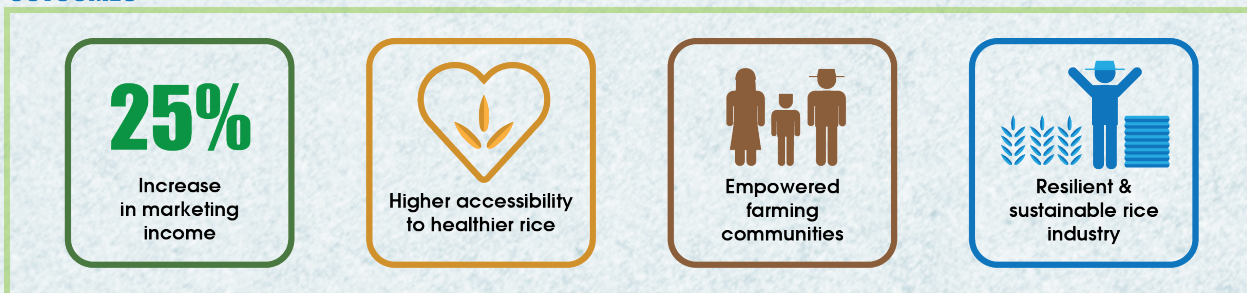 25%
Increase
in marketing
income
Higher accessibility
to healthier rice
Empowered
farming
communities
Resilient &
sustainable rice
industry